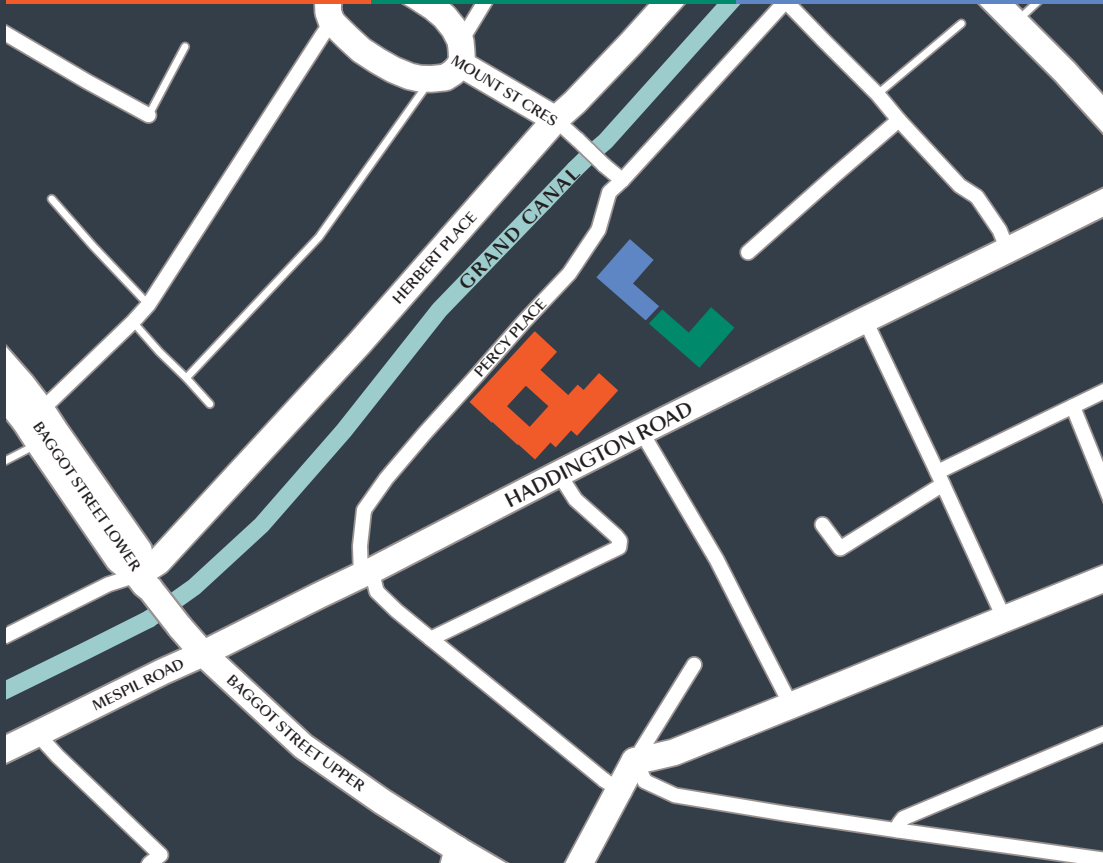 MOUNT ST CRES
GRAND CANAL
HERBERT PLACE
PERCY PLACE
HADDINGTON ROAD
BAGGOT STREET LOWER
MESPIL ROAD
BAGGOT STREET UPPER